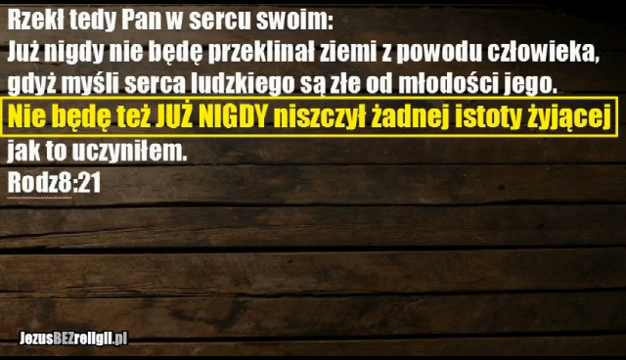 Rzekł tedy Pan w sercu swoim:
Już nigdy nie będę przeklinał ziemi z powodu człowieka,
gdyż myśli serca ludzkiego są złe od młodości jego.
Nie będę też JUŻ NIGDY niszczył żadnej istoty żyjącej
jak to uczyniłem.
Rodz8:21
JezusBEZreligii.pl